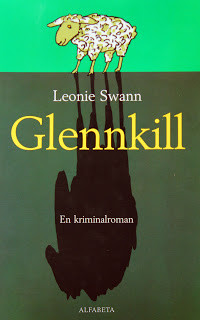 Leonie Swann
Glennkill
En kriminalroman
ALFABETA